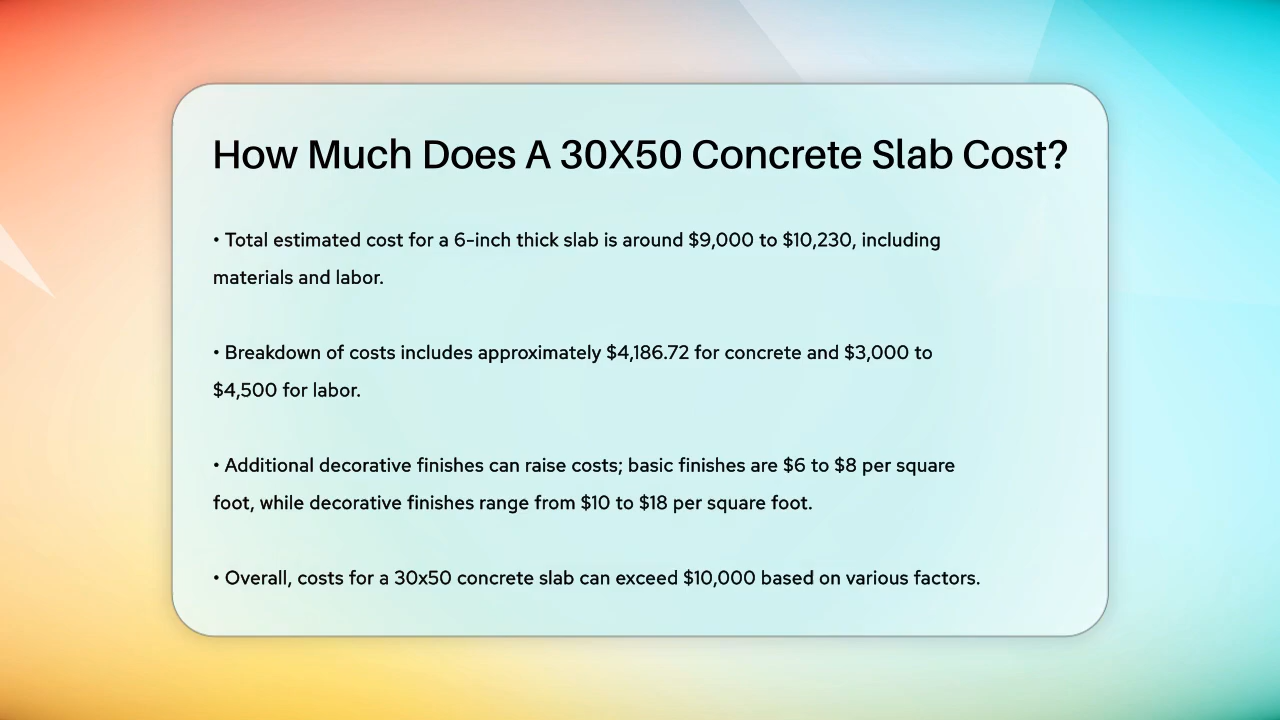 How Much Does A 30X50 Concrete Slab Cost?
• Total estimated cost for a 6-inch thick slab is around $9,000 to $10,230, including
materials and labor.
• Breakdown of costs includes approximately $4,186.72 for concrete and $3,000 to
$4,500 for labor.
• Additional decorative finishes can raise costs; basic finishes are $6 to $8 per square
foot, while decorative finishes range from $10 to $18 per square foot.
• Overall, costs for a 30x50 concrete slab can exceed $10,000 based on various factors.